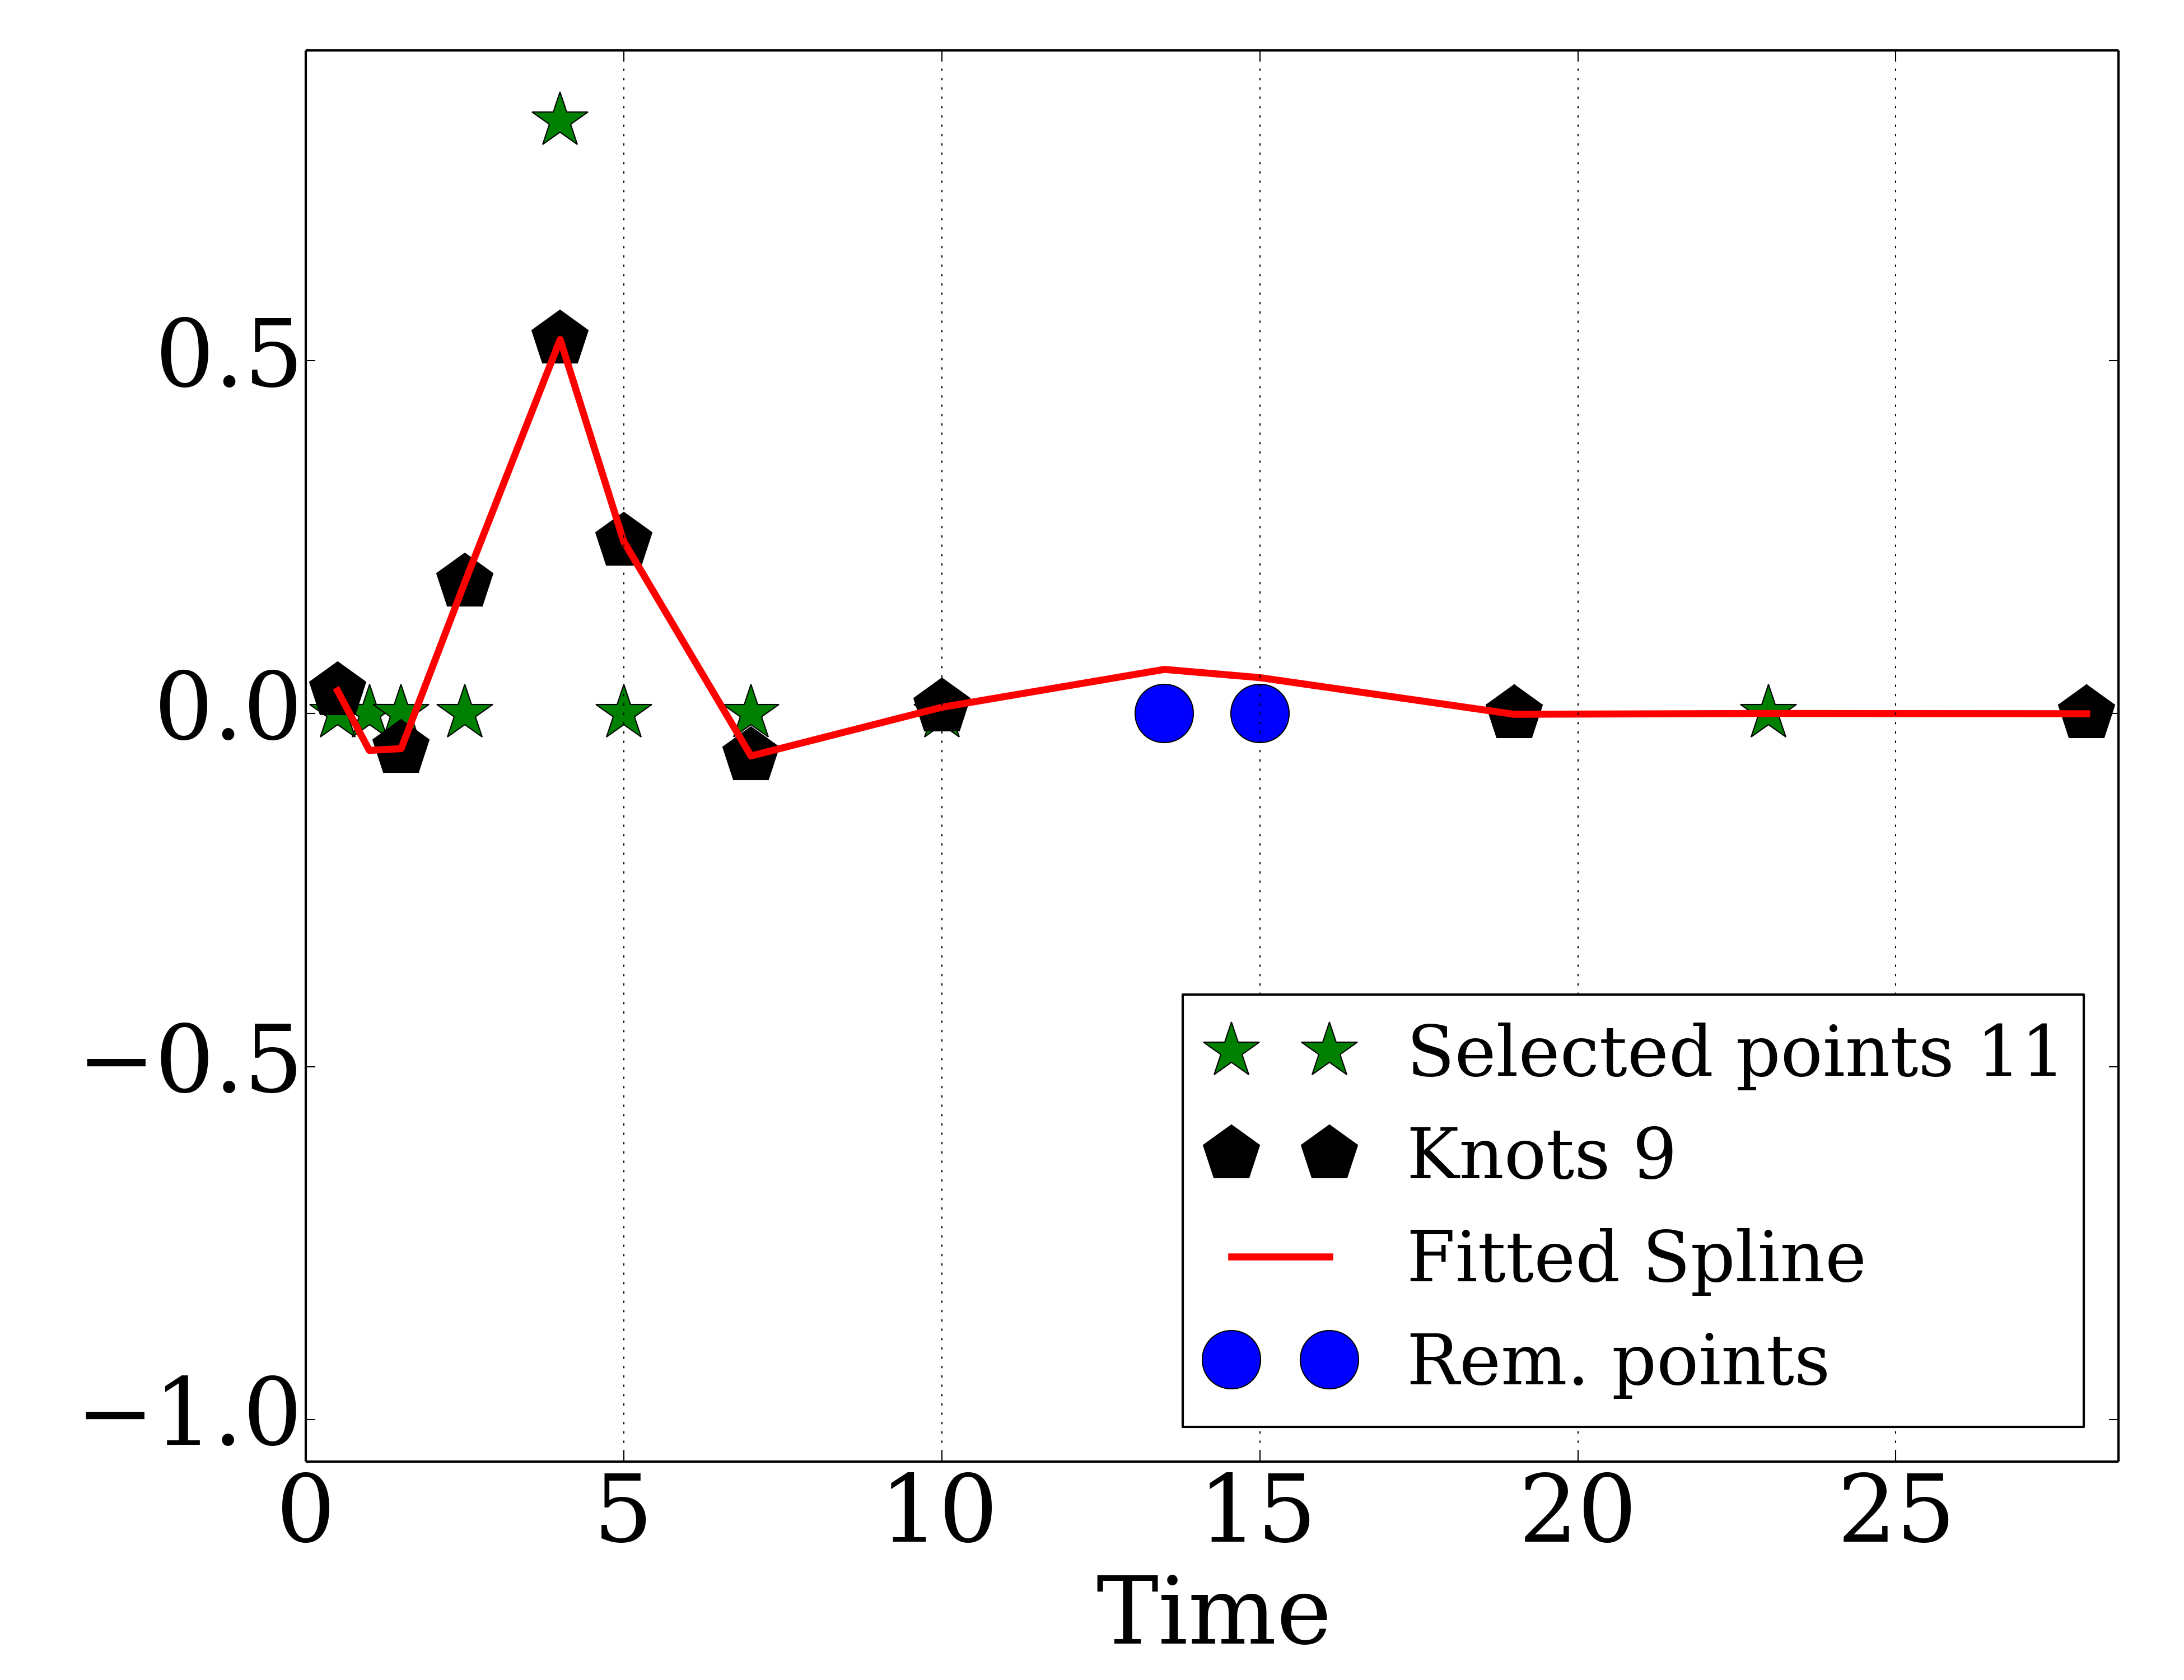 0.5
0.0
−0.5
−1.0
Selected points 11
Knots 9
Fitted Spline
Rem. points
0 5 10 15 20 25
Time